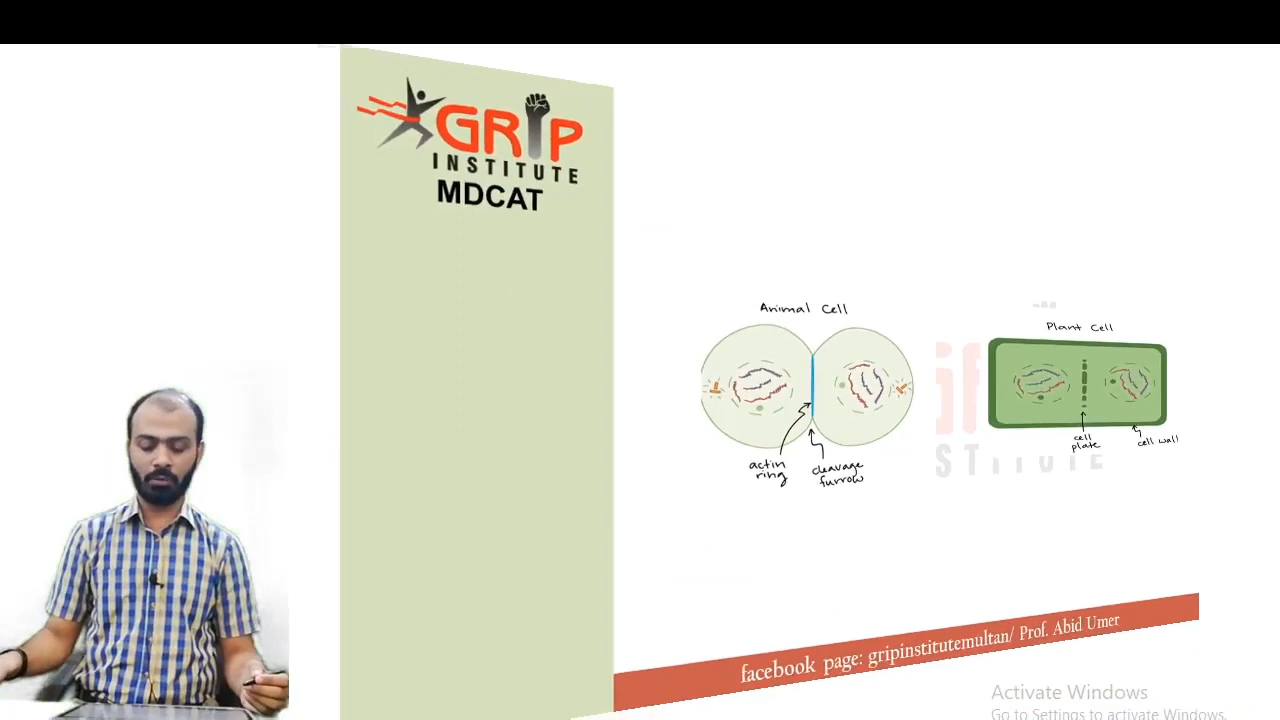 GRIP
INSTITUTE
MDCAT
Animal Cell
actin
ring
cleavage
furrow
Plant Cell
cell
plate
cell wall
STITUTE
facebook page: gripinstitutemultan/ Prof. Abid Umer
Activate Windows
Go to Settings to activate Windows.